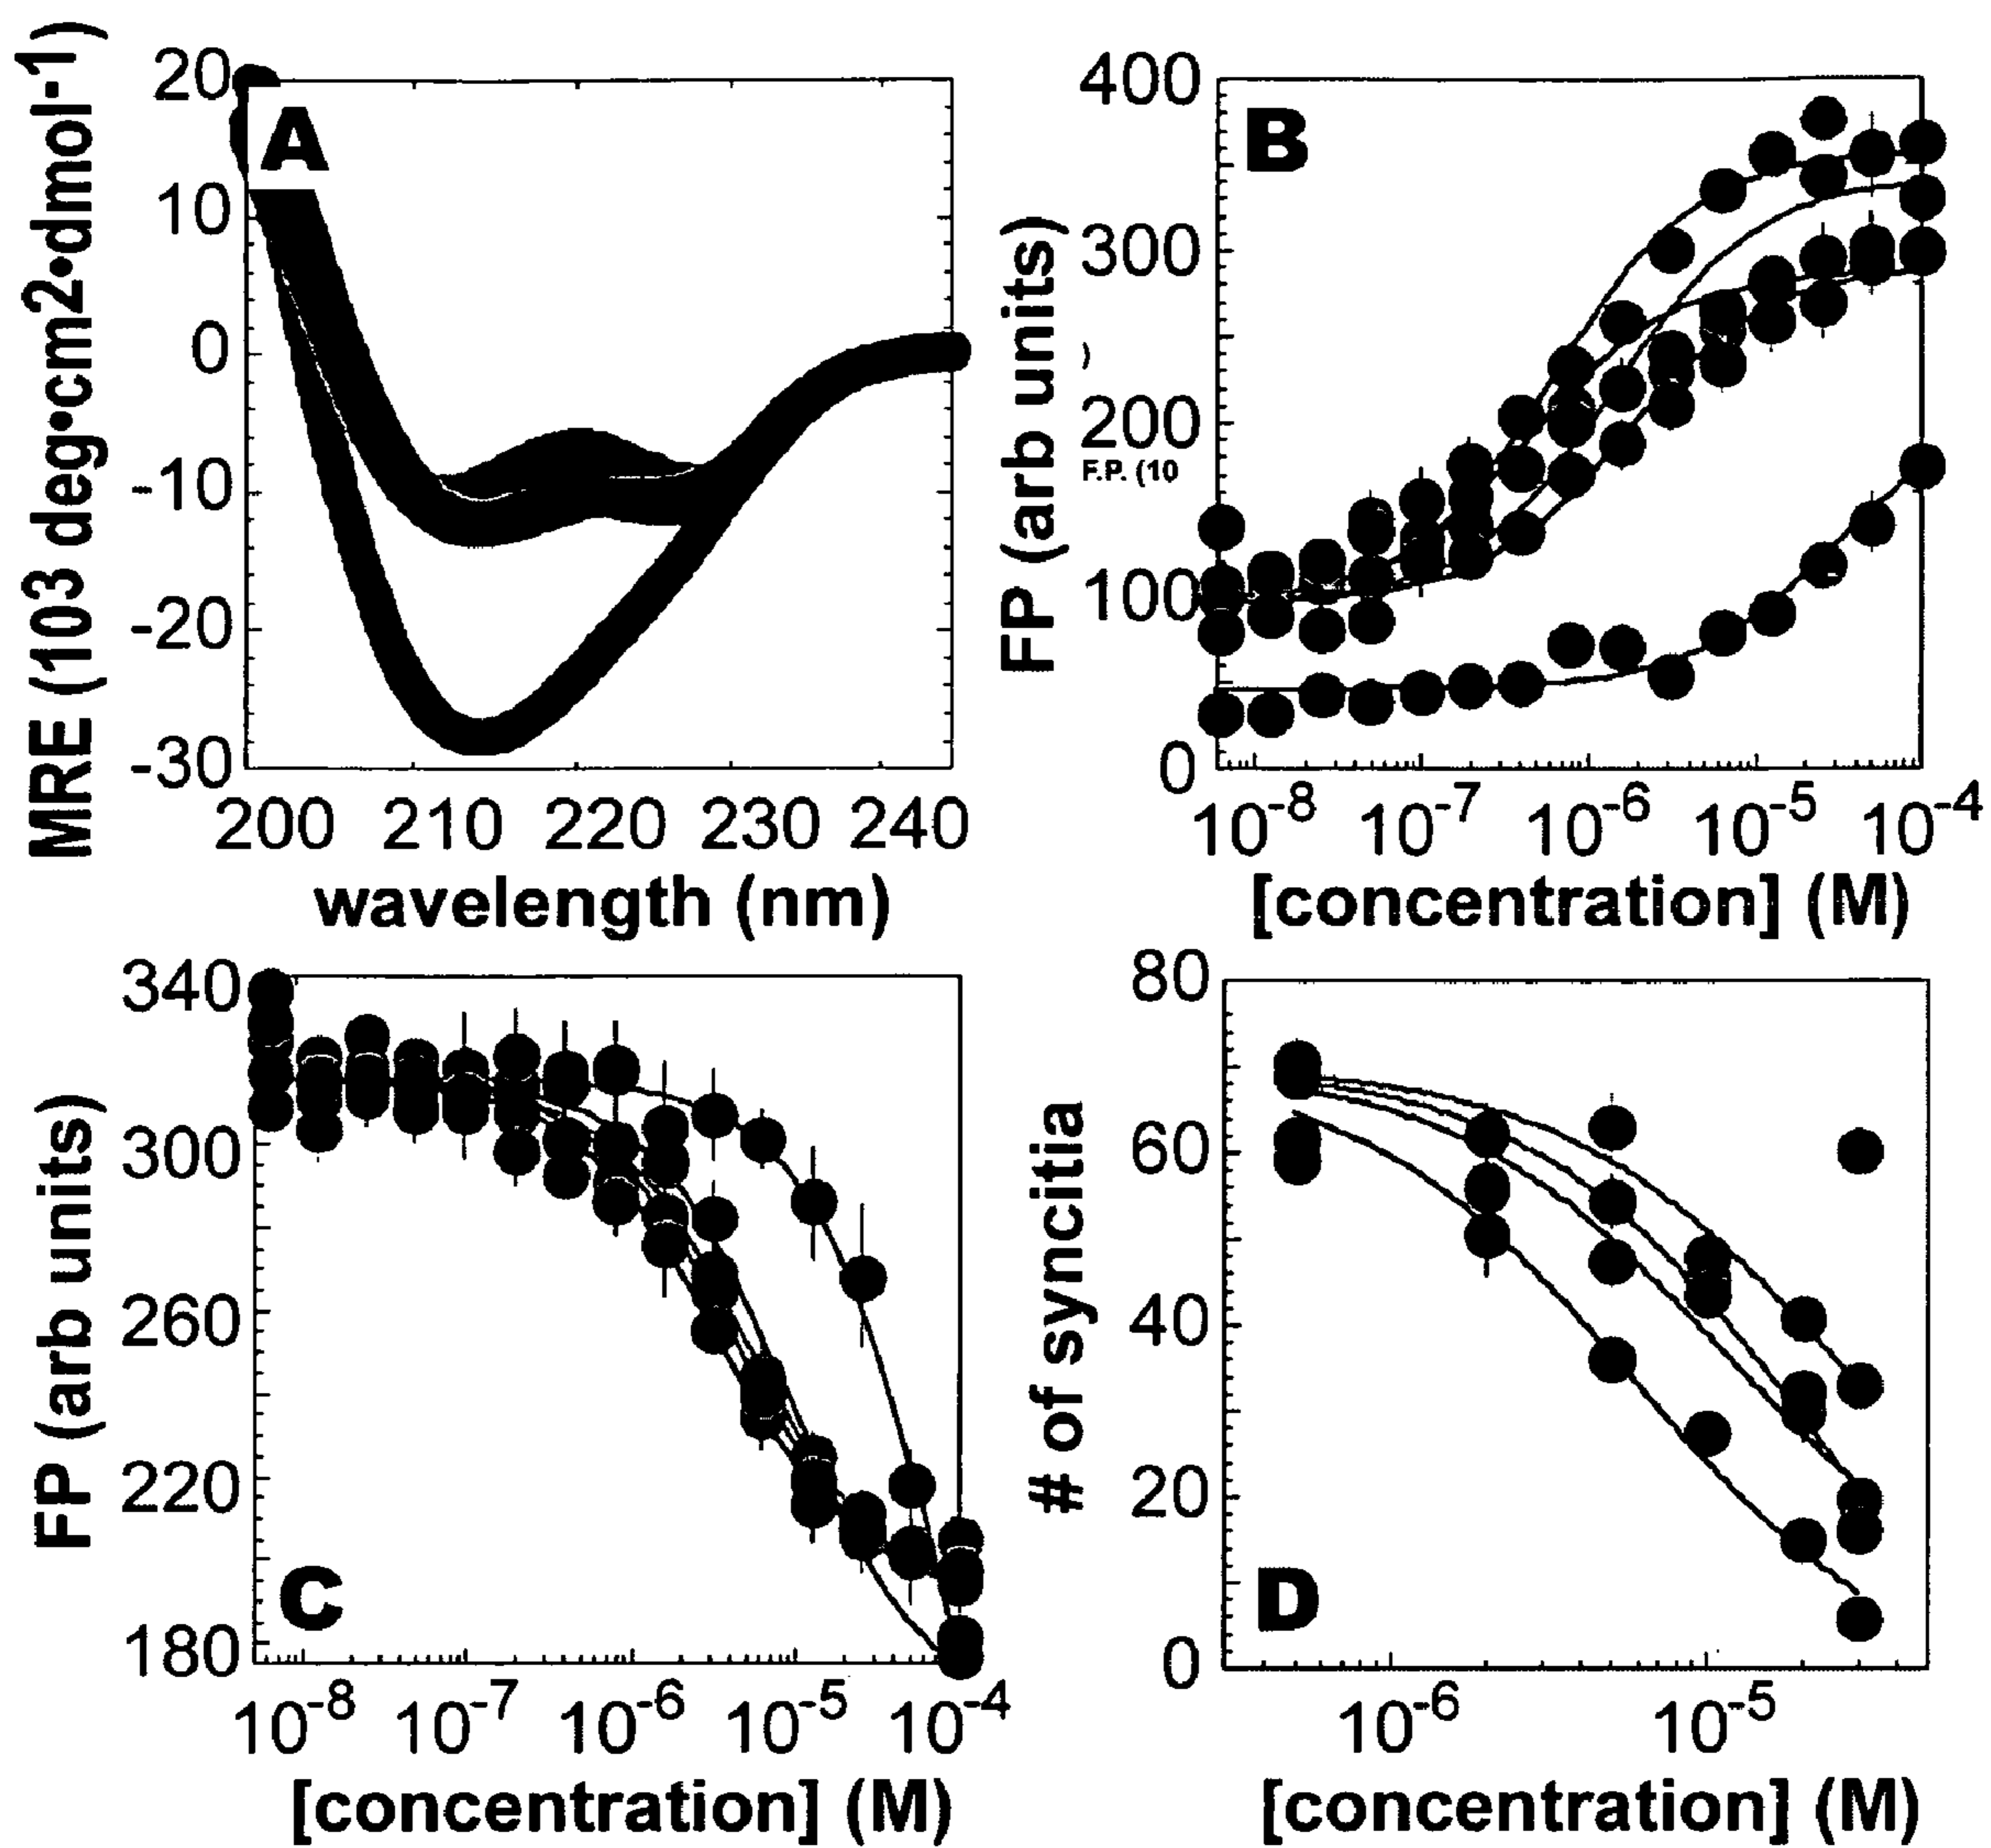 A
MRE (103 deg•cm2•dmol-1)
20
10
0
-10
-20
-30
200 210 220 230 240
wavelength (nm)
B
FP (arb units)
400
300
)
200
F.P. (10
100
0
10-8 10-7 10-6 10-5 10-4
[concentration] (M)
C
FP (arb units)
340
300
260
220
180
10-8 10-7 10-6 10-5 10-4
[concentration] (M)
D
# of syncitia
80
60
40
20
0
10-6 10-5
[concentration] (M)